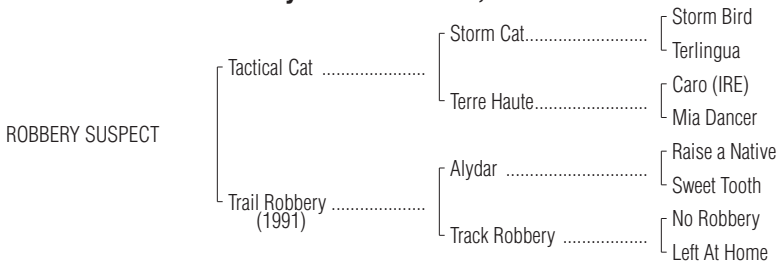 Storm Bird
Storm Cat..........................
Terlingua
Tactical Cat ......................
Caro (IRE)
Terre Haute........................
Mia Dancer
ROBBERY SUSPECT
Raise a Native
Alydar ..............................
Sweet Tooth
Trail Robbery ....................
(1991)
No Robbery
Track Robbery ..................
Left At Home